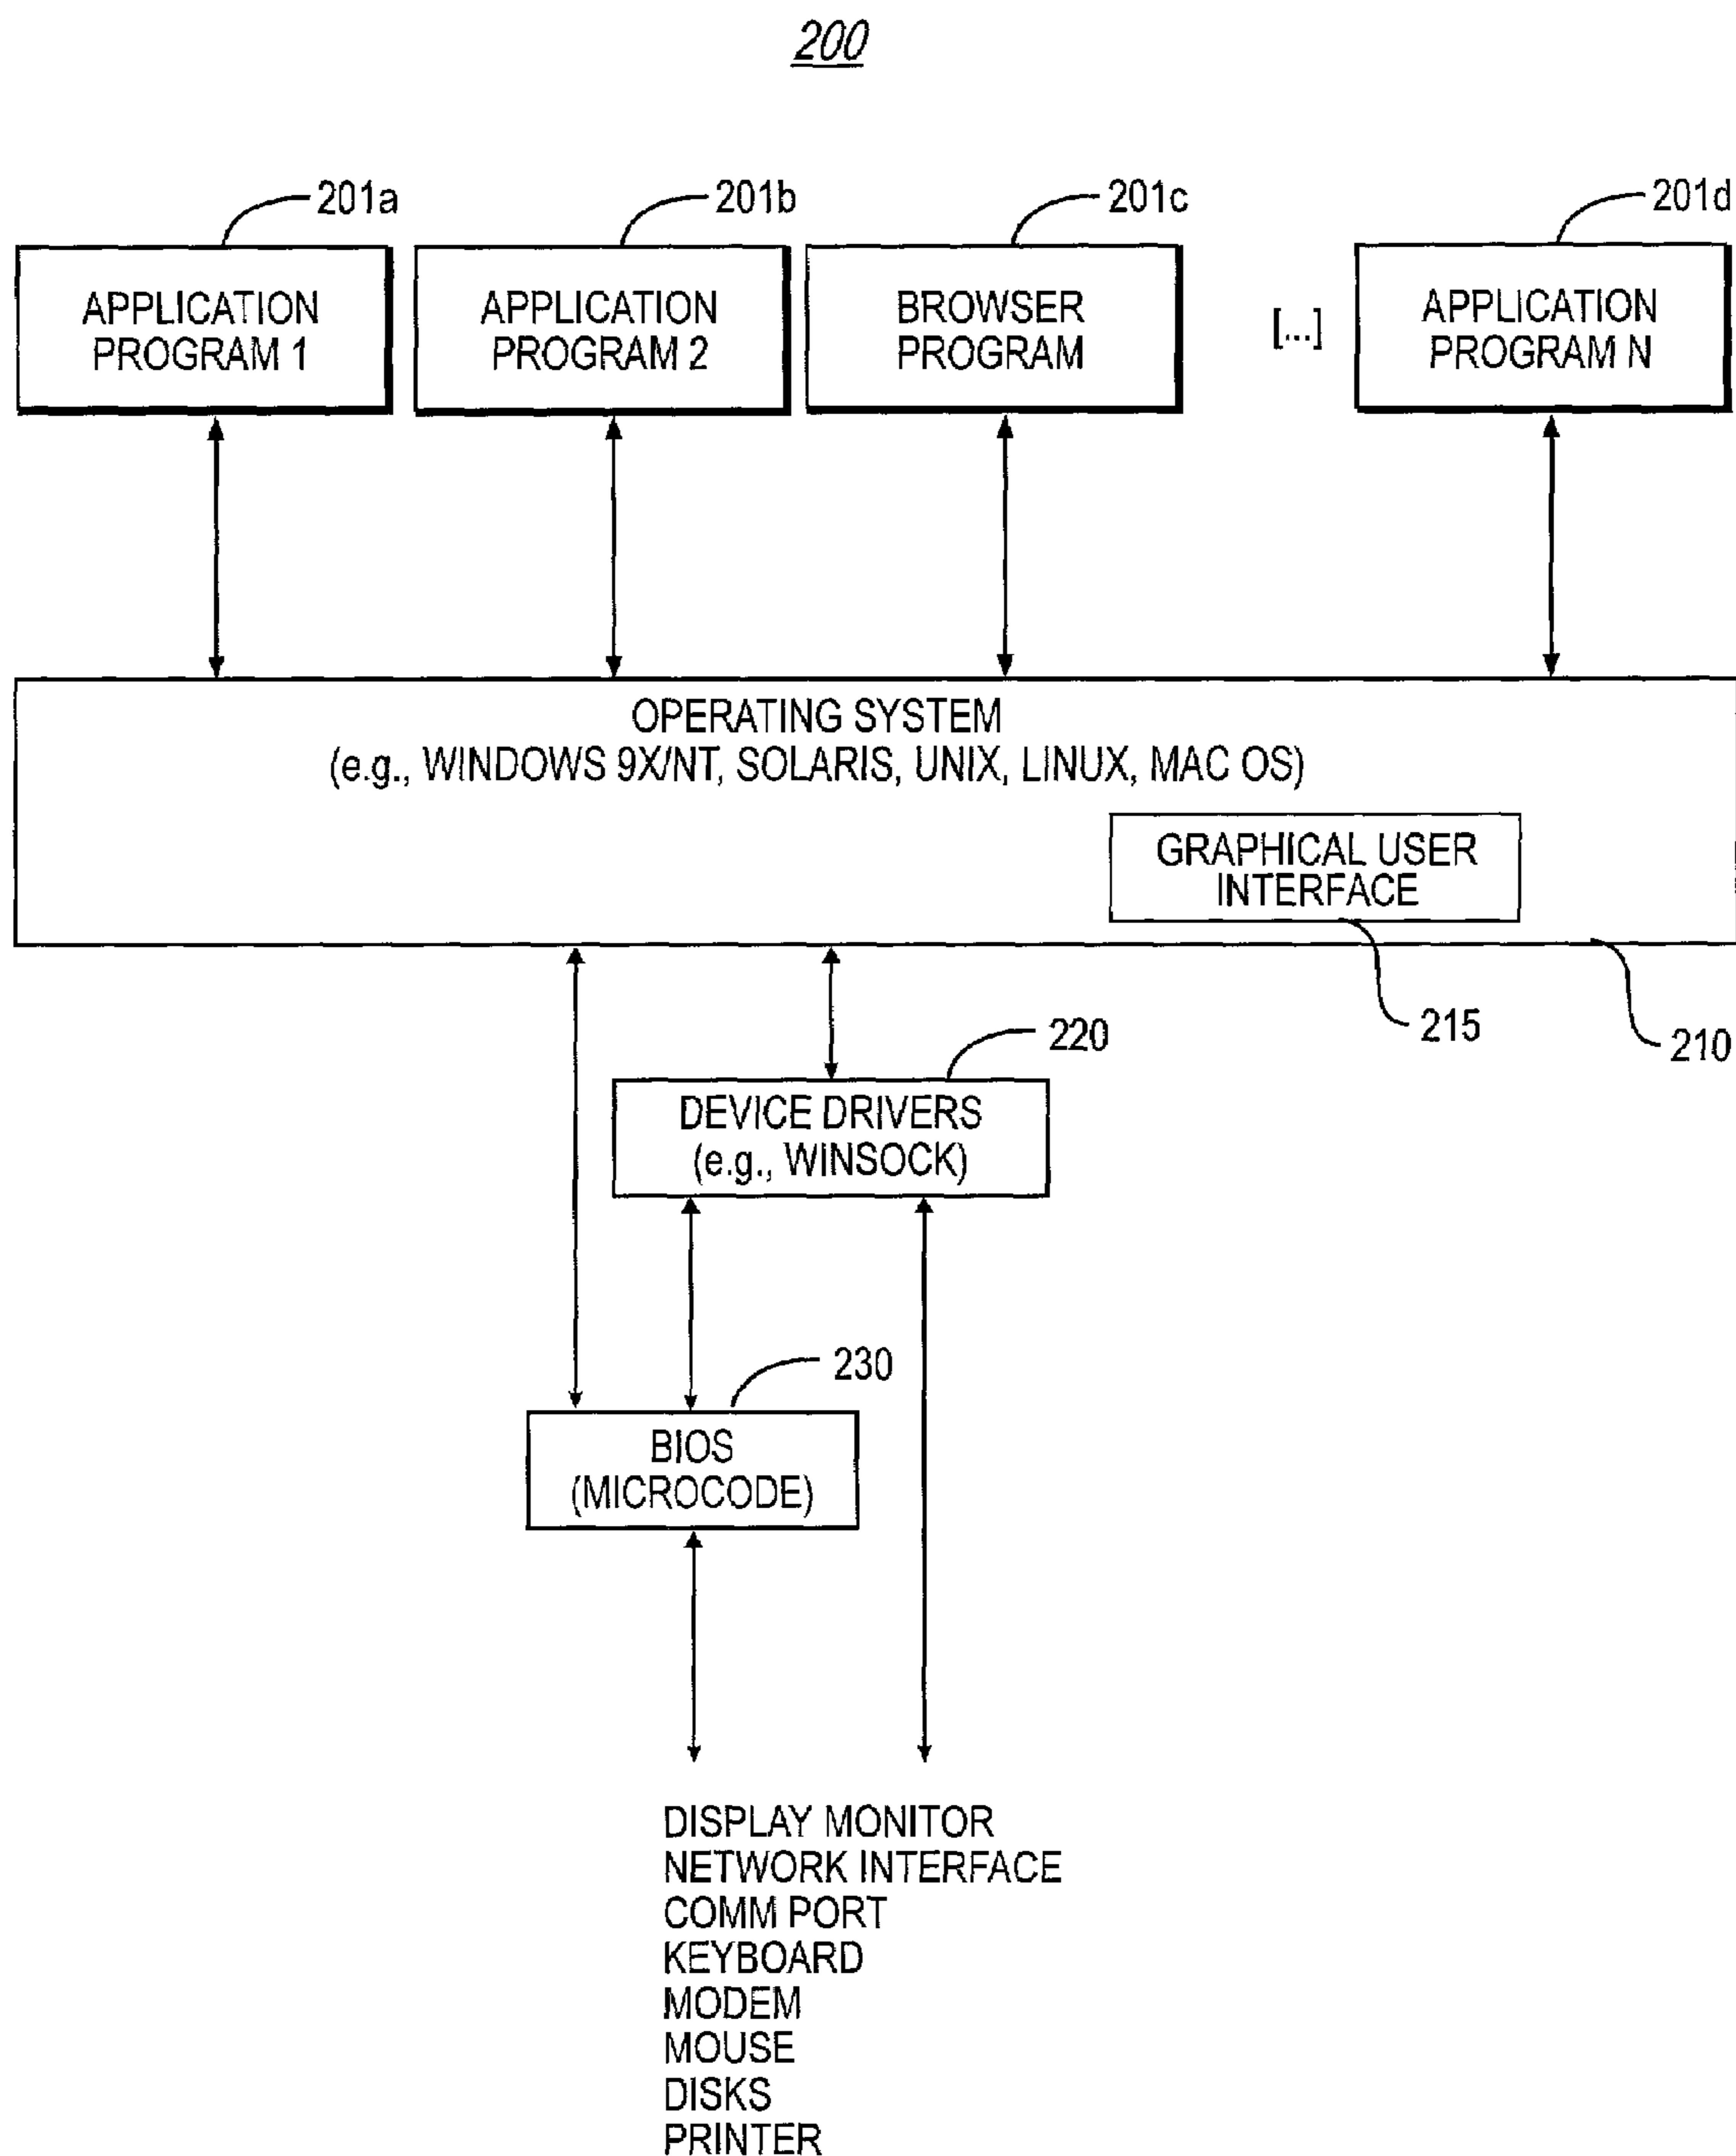 200
201a
201b
201c
201d
APPLICATION
PROGRAM 1
APPLICATION
PROGRAM 2
BROWSER
PROGRAM
[...]
APPLICATION
PROGRAM N
OPERATING SYSTEM
(e.g., WINDOWS 9X/NT, SOLARIS, UNIX, LINUX, MAC OS)
GRAPHICAL USER
INTERFACE
215
210
220
DEVICE DRIVERS
(e.g., WINSOCK)
230
BIOS
(MICROCODE)
DISPLAY MONITOR
NETWORK INTERFACE
COMM PORT
KEYBOARD
MODEM
MOUSE
DISKS
PRINTER